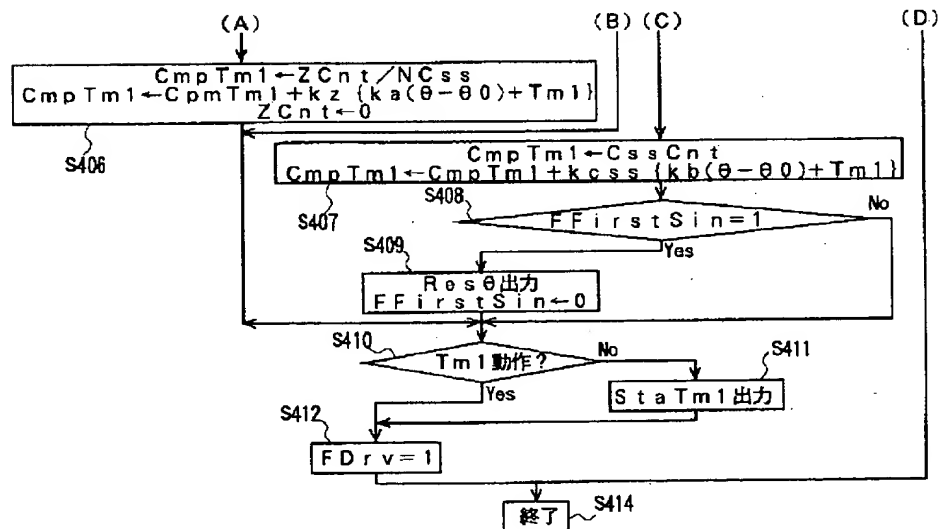 (A)
(B)
(C)
(D)
CmpTm1←ZCnt/NCss
CmpTm1←CpmTm1+kz{ka(θ-θ0)+Tm1}
ZCnt←0
S406
CmpTm1←CssCnt
CmpTm1←CmpTm1+kcss{kb(θ-θ0)+Tm1}
S407
S408
FFirstSin=1
No
Yes
S409
Resθ出力
FFirstSin←0
S410
Tm1動作?
No
Yes
S411
StaTm1出力
S412
FDrv=1
終了
S414